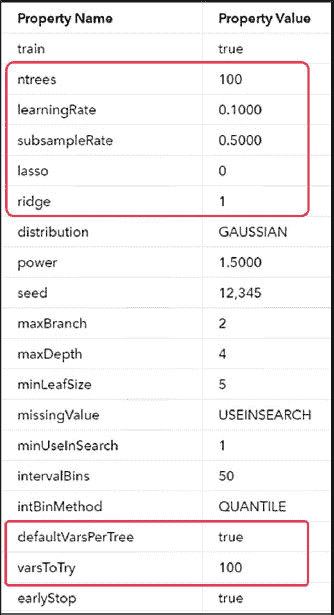 Property Name Property Value
train true
ntrees 100
learningRate 0.1000
subsampleRate 0.5000
lasso 0
ridge 1
distribution GAUSSIAN
power 1.5000
seed 12,345
maxBranch 2
maxDepth 4
minLeafSize 5
missingValue USEINSEARCH
minUseInSearch 1
intervalBins 50
intBinMethod QUANTILE
defaultVarsPerTree true
varsToTry 100
earlyStop true